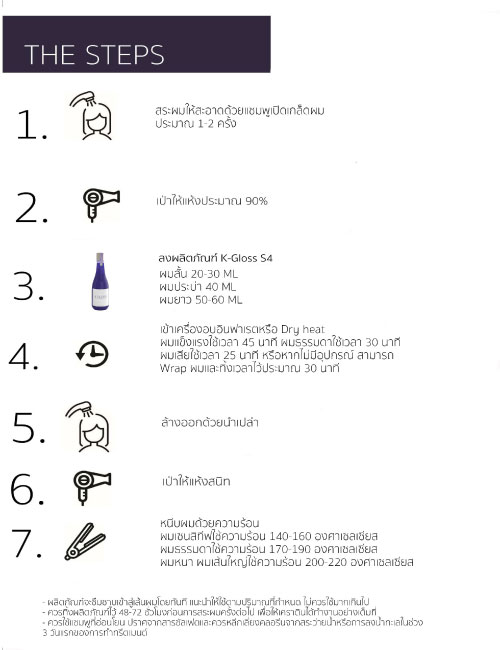 THE STEPS
1.
สระผมให้สะอาดด้วยแชมพูเปิดเกล็ดผม
ประมาณ 1-2 ครั้ง
2.
เป่าให้แห้งประมาณ 90%
3.
ลงผลิตภัณฑ์ K-Gloss S4
ผมสั้น 20-30 ML
ผมประบ่า 40 ML
ผมยาว 50-60 ML
4.
เข้าเครื่องอบอินฟาเรตหรือ Dry heat
ผมแข็งแรงใช้เวลา 45 นาที ผมธรรมดาใช้เวลา 30 นาที
ผมเสียใช้เวลา 25 นาที หรือหากไม่มีอุปกรณ์ สามารถ
Wrap ผมและทิ้งเวลาไว้ประมาณ 30 นาที
5.
ล้างออกด้วยน้ำเปล่า
6.
เป่าให้แห้งสนิท
7.
หนีบผมด้วยความร้อน
ผมเซนสิทีฟใช้ความร้อน 140-160 องศาเซลเซียส
ผมธรรมดาใช้ความร้อน 170-190 องศาเซลเซียส
ผมหนา ผมเส้นใหญ่ใช้ความร้อน 200-220 องศาเซลเซียส
- ผลิตภัณฑ์จะซึมซาบเข้าสู่เส้นผมโดยทันที แนะนำให้ใช้ตามปริมาณที่กำหนด ไม่ควรใช้มากเกินไป
- ควรทิ้งผลิตภัณฑ์ไว้ 48-72 ชั่วโมงก่อนการสระผมครั้งต่อไป เพื่อให้เคราตินได้ทำงานอย่างเต็มที่
- ควรใช้แชมพูที่อ่อนโยน ปราศจากสารซัลเฟตและควรหลีกเลี่ยงคลอรีนจากสระว่ายน้ำหรือการลงน้ำทะเลในช่วง
3 วันแรกของการทำทรีตเมนต์